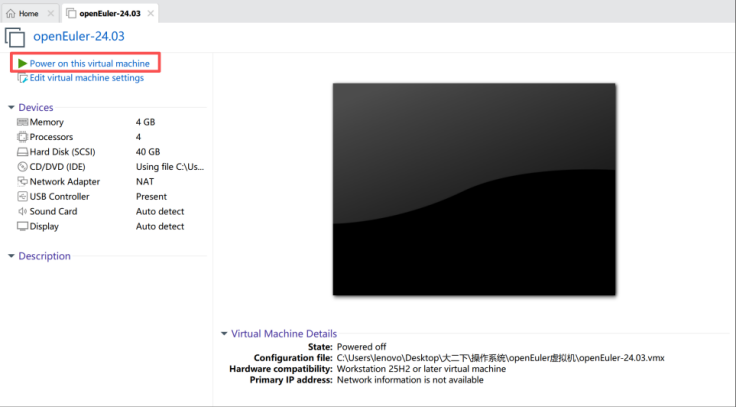 Home
openEuler-24.03
openEuler-24.03
Power on this virtual machine
Edit virtual machine settings
Devices
Memory 4 GB
Processors 4
Hard Disk (SCSI) 40 GB
CD/DVD (IDE) Using file C:\Us...
Network Adapter NAT
USB Controller Present
Sound Card Auto detect
Display Auto detect
Description
Virtual Machine Details
State: Powered off
Configuration file: C:\Users\lenovo\Desktop\大二下\操作系统\openEuler虚拟机\openEuler-24.03.vmx
Hardware compatibility: Workstation 25H2 or later virtual machine
Primary IP address: Network information is not available